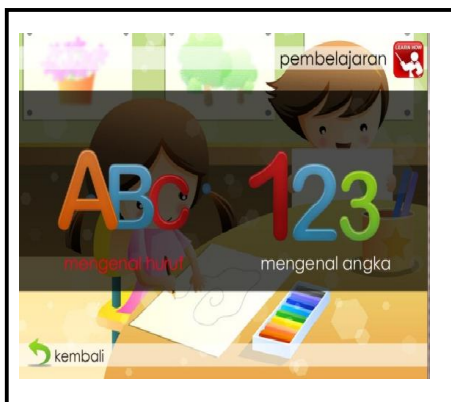 pembelajaran
LEARN NOW
ABC
123
mengenal huruf
mengenal angka
kembali